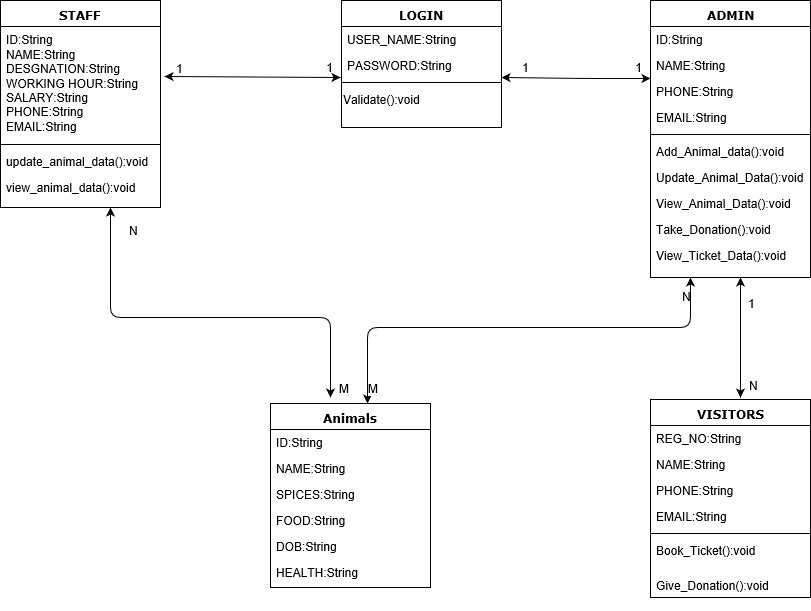 STAFF
ID:String
NAME:String
DESGNATION:String
WORKING HOUR:String
SALARY:String
PHONE:String
EMAIL:String
update_animal_data():void
view_animal_data():void
1
1
LOGIN
USER_NAME:String
PASSWORD:String
Validate():void
1
1
ADMIN
ID:String
NAME:String
PHONE:String
EMAIL:String
Add_Animal_data():void
Update_Animal_Data():void
View_Animal_Data():void
Take_Donation():void
View_Ticket_Data():void
N
N
1
M
M
N
Animals
ID:String
NAME:String
SPICES:String
FOOD:String
DOB:String
HEALTH:String
VISITORS
REG_NO:String
NAME:String
PHONE:String
EMAIL:String
Book_Ticket():void
Give_Donation():void